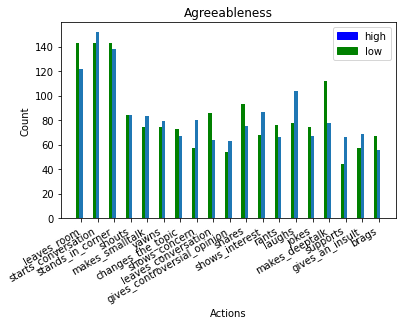 Agreeableness
high
low
140
120
100
80
60
40
20
0
Count
leaves_room
starts_conversation
stands_in_corner
shouts
makes_smalltalk
yawns
changes_the_topic
shows_concern
leaves_conversation
gives_controversial_opinion
shares
shows_interest
rants
laughs
jokes
makes_deeptalk
supports
gives_an_insult
brags
Actions